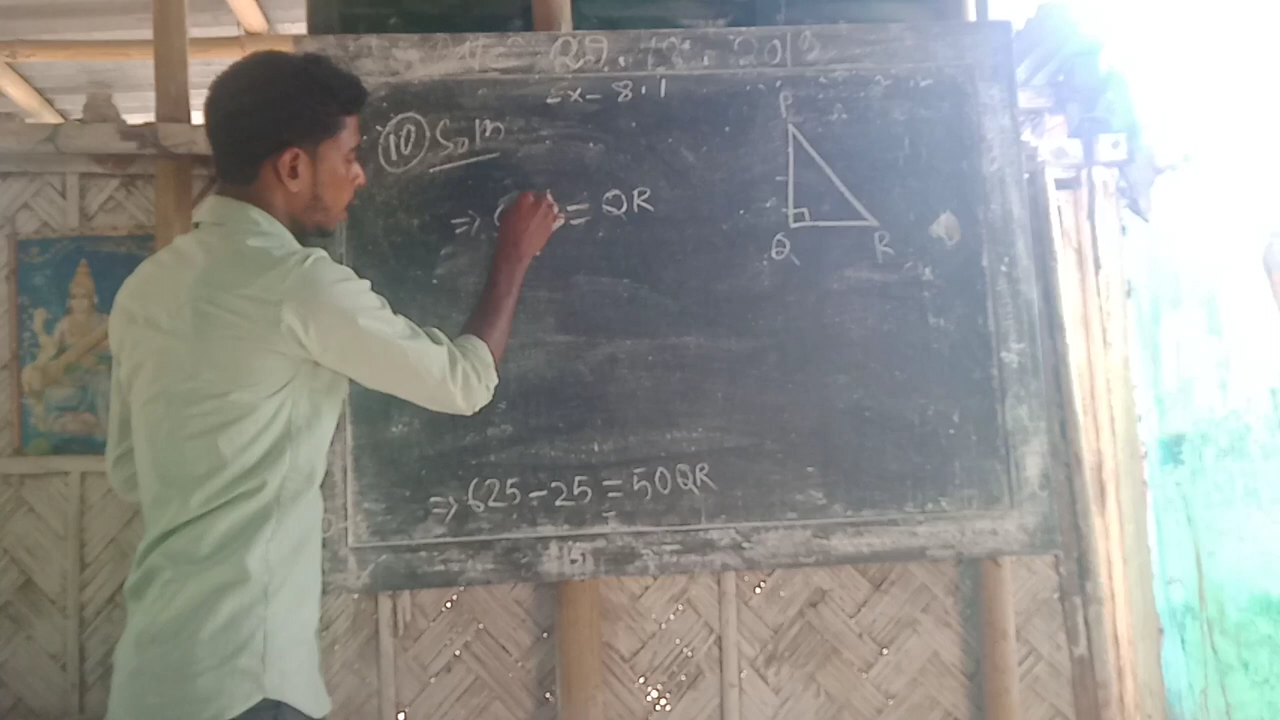 Ex- 8.1
P
(10) Soln
⇒ = QR
Q R
⇒ 625 - 25 = 50QR